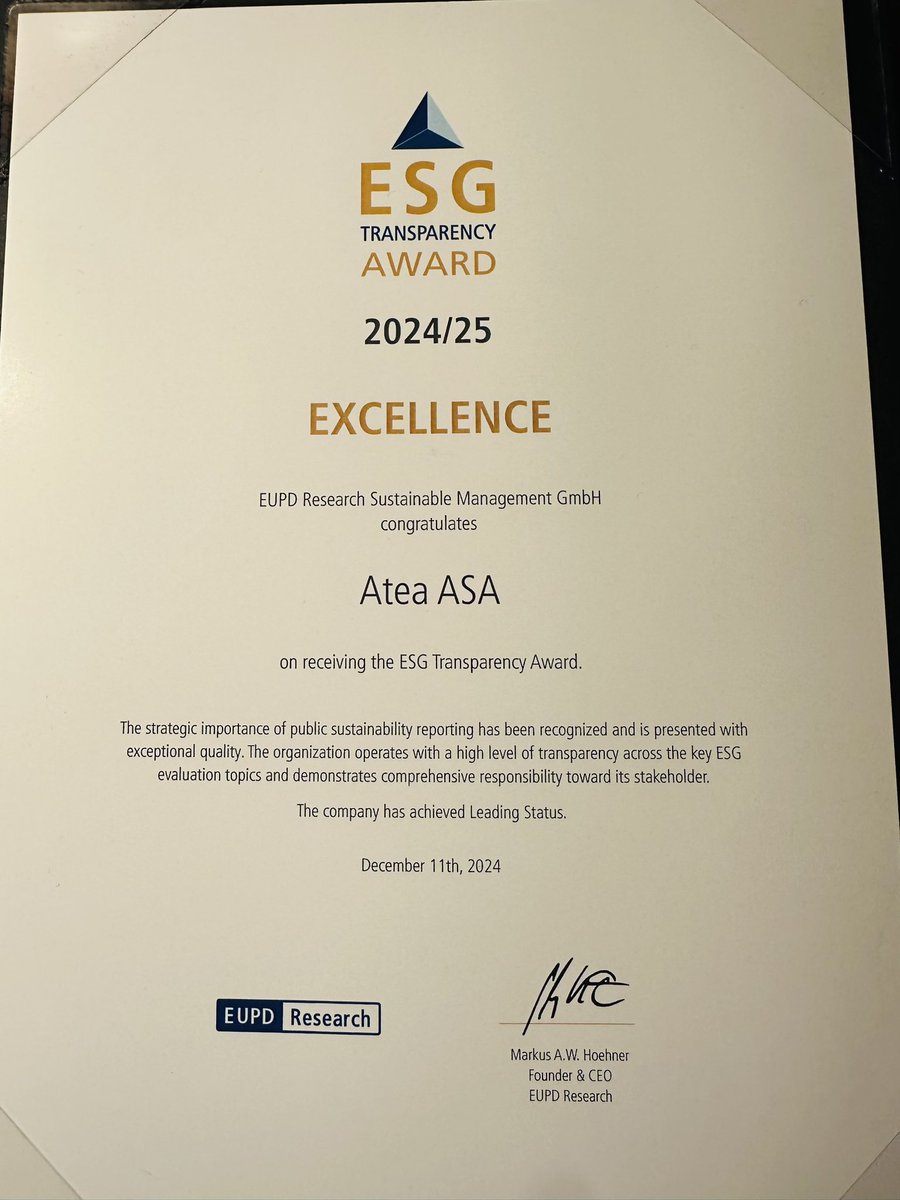 ESG
TRANSPARENCY
AWARD
2024/25
EXCELLENCE
EUPD Research Sustainable Management GmbH
congratulates
Atea ASA
on receiving the ESG Transparency Award.
The strategic importance of public sustainability reporting has been recognized and is presented with
exceptional quality. The organization operates with a high level of transparency across the key ESG
evaluation topics and demonstrates comprehensive responsibility toward its stakeholder.
The company has achieved Leading Status.
December 11th, 2024
EUPD Research
Markus A.W. Hoehner
Founder & CEO
EUPD Research